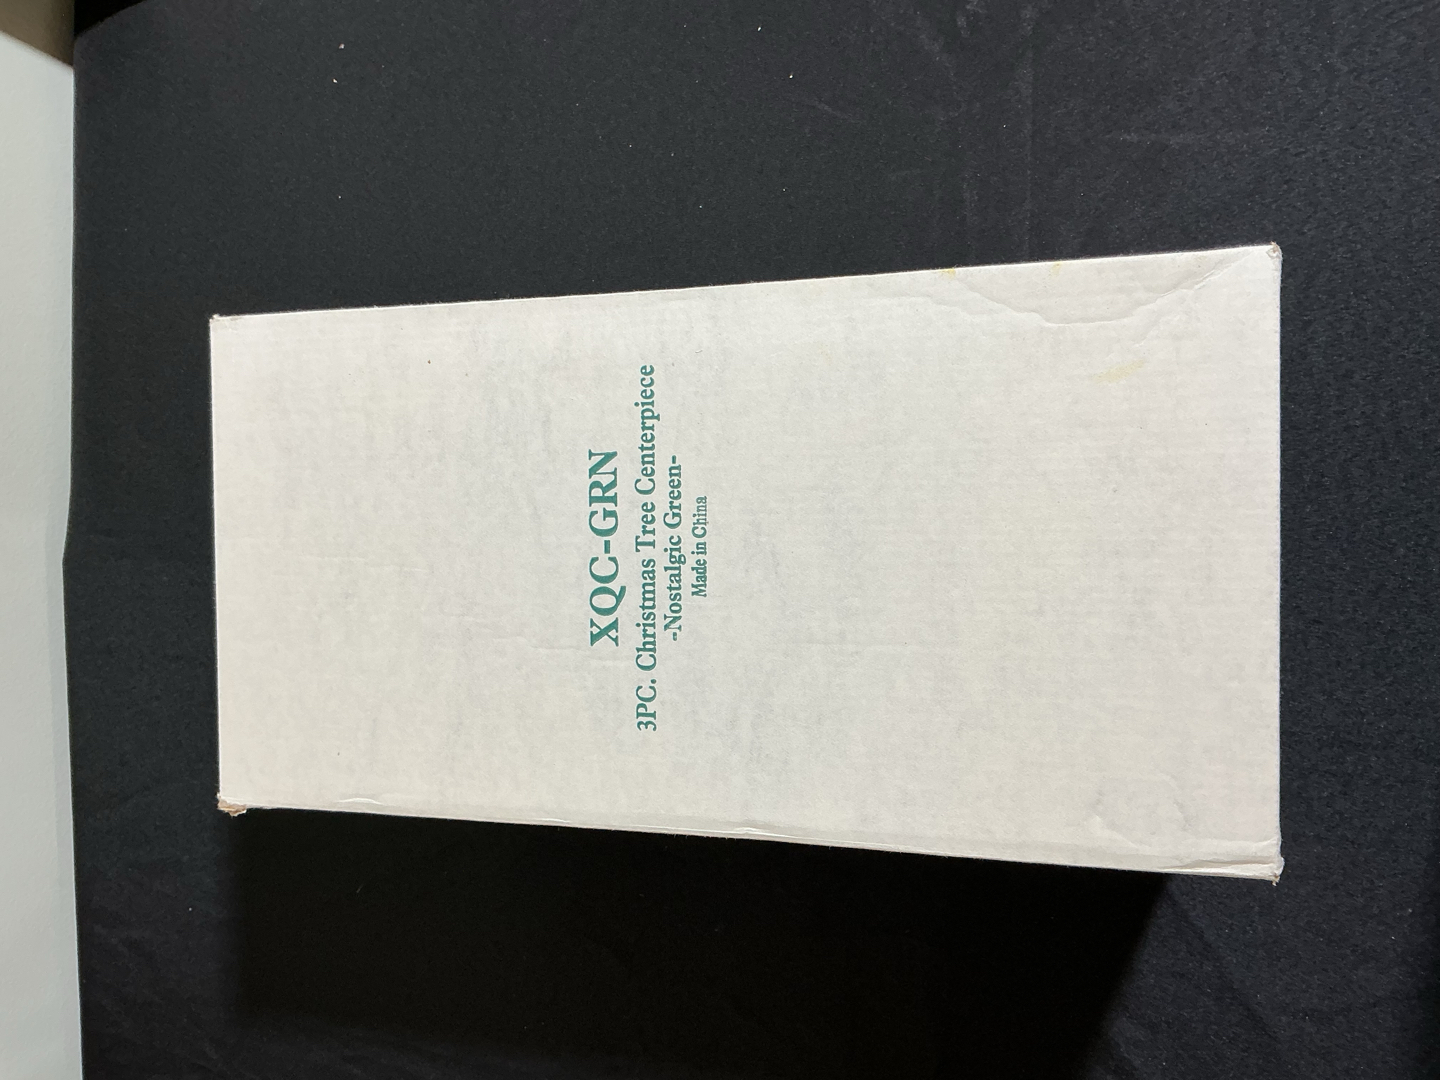 XQC-GRN
3PC. Christmas Tree Centerpiece
-Nostalgic Green-
Made in China